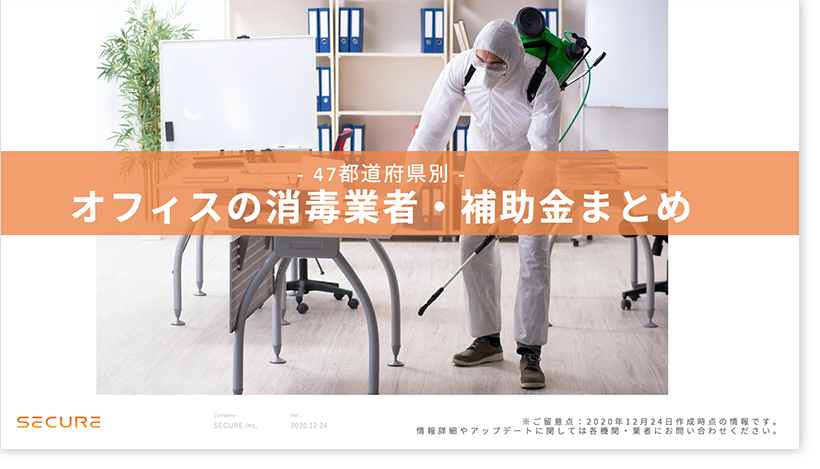 - 47都道府県別 -
オフィスの消毒業者・補助金まとめ
SECURE
Company
SECURE Inc.
Ver.
2020.12.24
※ご留意点：2020年12月24日作成時点の情報です。
情報詳細やアップデートに関しては各機関・業者にお問い合わせください。